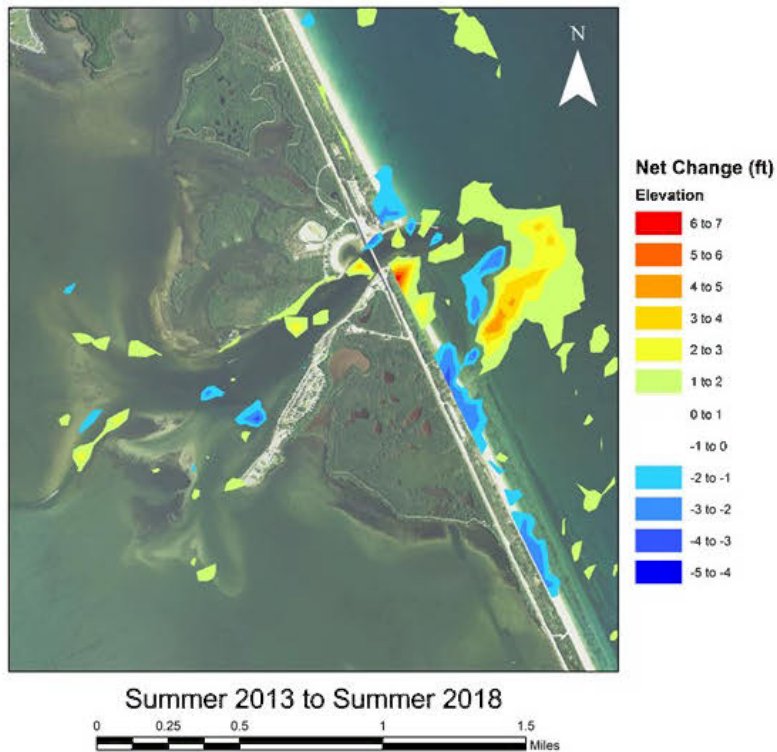 N
Net Change (ft)
Elevation
6 to 7
5 to 6
4 to 5
3 to 4
2 to 3
1 to 2
0 to 1
-1 to 0
-2 to -1
-3 to -2
-4 to -3
-5 to -4
Summer 2013 to Summer 2018
0 0.25 0.5 1 1.5
Miles